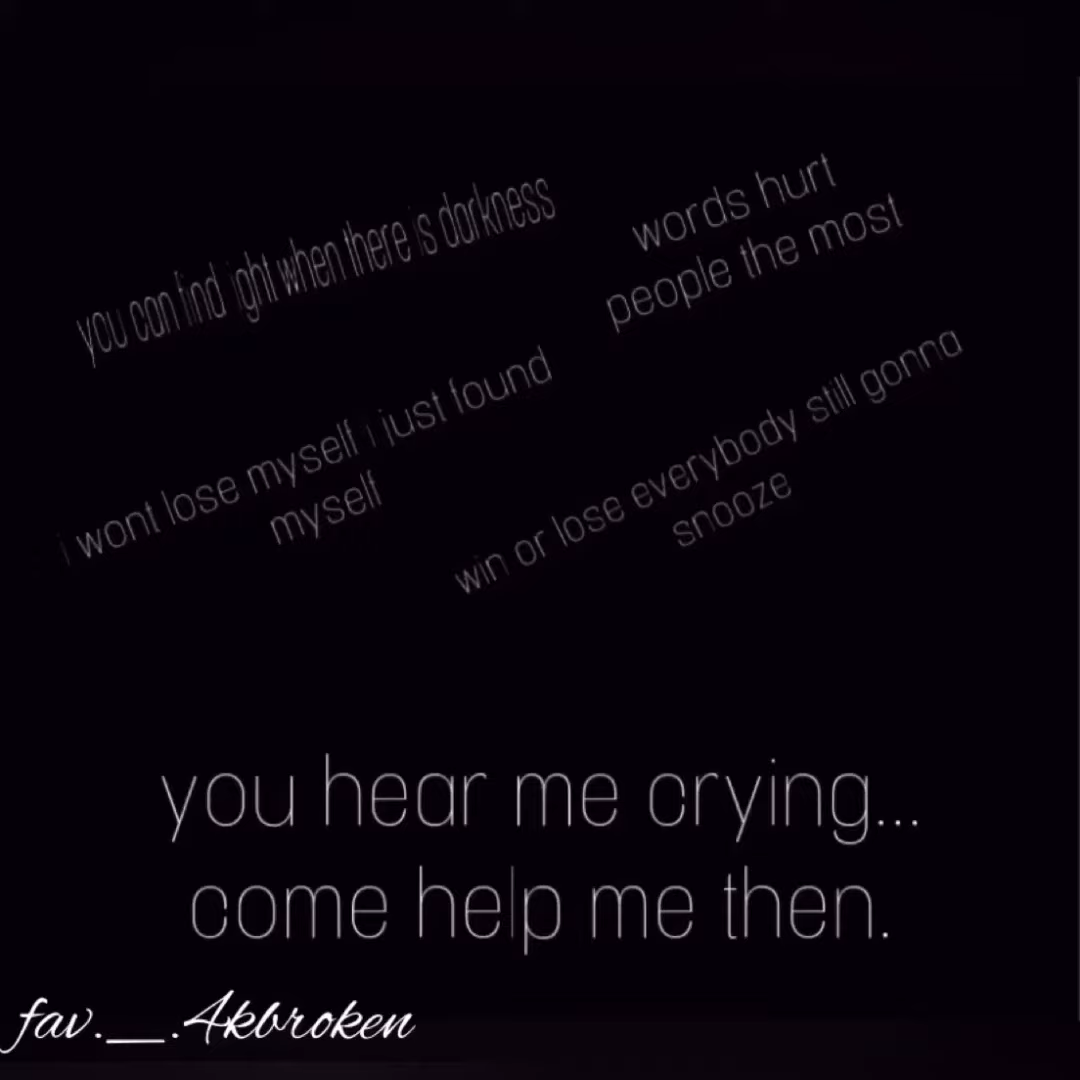 you can find light when there is darkness
words hurt
people the most
i wont lose myself i just found
myself
win or lose everybody still gonna
snooze
you hear me crying...
come help me then.
fav.__.4kbroken